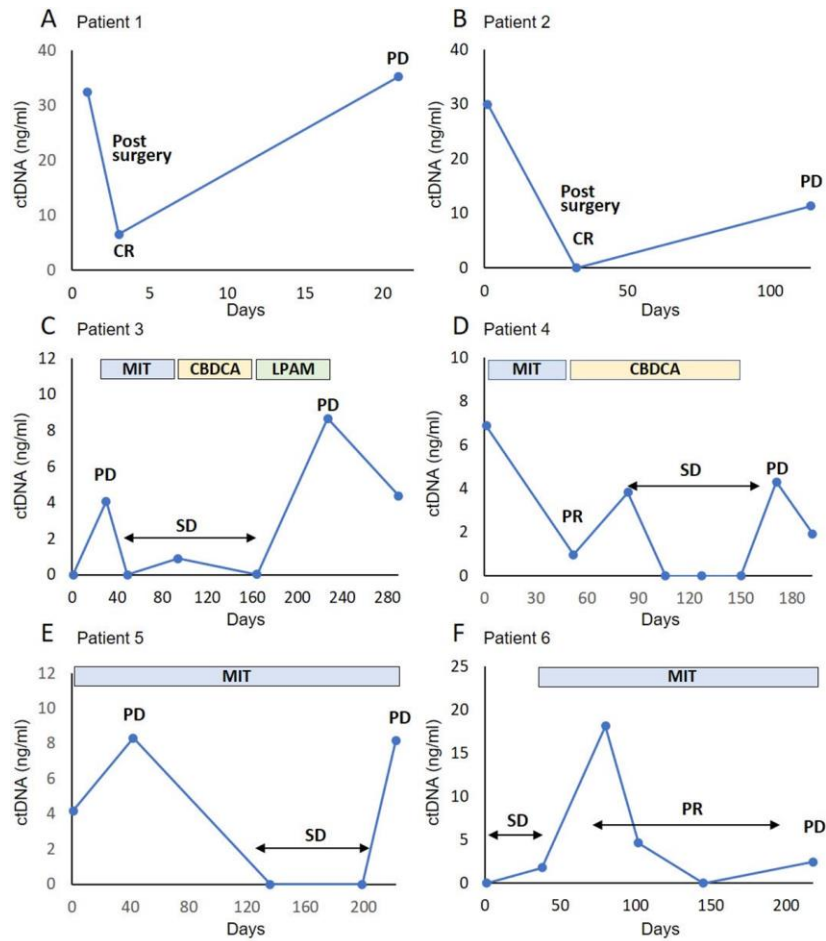 A Patient 1
ctDNA (ng/ml)
40
30
20
10
0
PD
Post
surgery
CR
0 5 10 15 20
Days
B Patient 2
ctDNA (ng/ml)
40
30
20
10
0
PD
Post
surgery
CR
0 50 100
Days
C Patient 3
ctDNA (ng/ml)
12
10
8
6
4
2
0
MIT CBDCA LPAM
PD
PD
SD
0 40 80 120 160 200 240 280
Days
D Patient 4
ctDNA (ng/ml)
10
8
6
4
2
0
MIT CBDCA
SD PD
PR
0 30 60 90 120 150 180
Days
E Patient 5
ctDNA (ng/ml)
12
10
8
6
4
2
0
MIT
PD PD
SD
0 40 80 120 160 200
Days
F Patient 6
ctDNA (ng/ml)
25
20
15
10
5
0
MIT
SD PR PD
0 50 100 150 200
Days